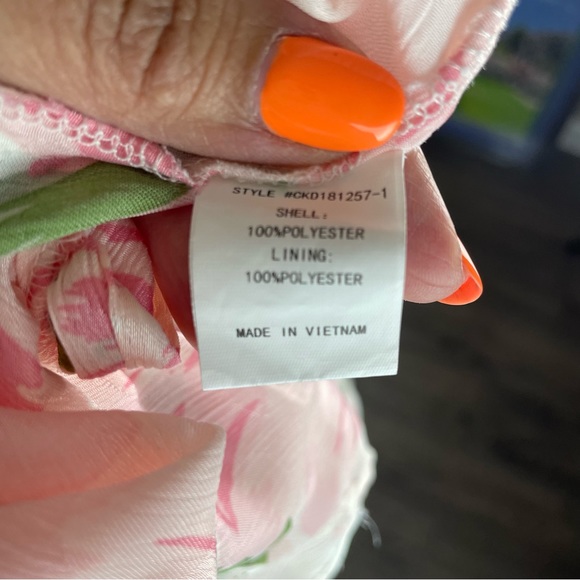 STYLE #CKD181257-1
SHELL:
100%POLYESTER
LINING:
100%POLYESTER
MADE IN VIETNAM